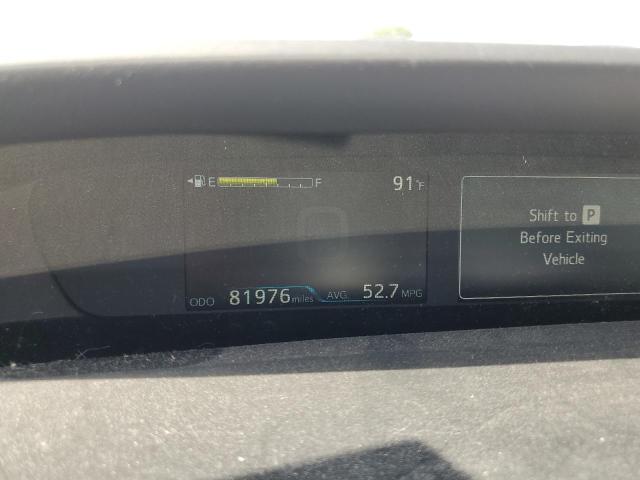 E F 91°F
ODO 81976 miles AVG. 52.7 MPG
Shift to P
Before Exiting
Vehicle